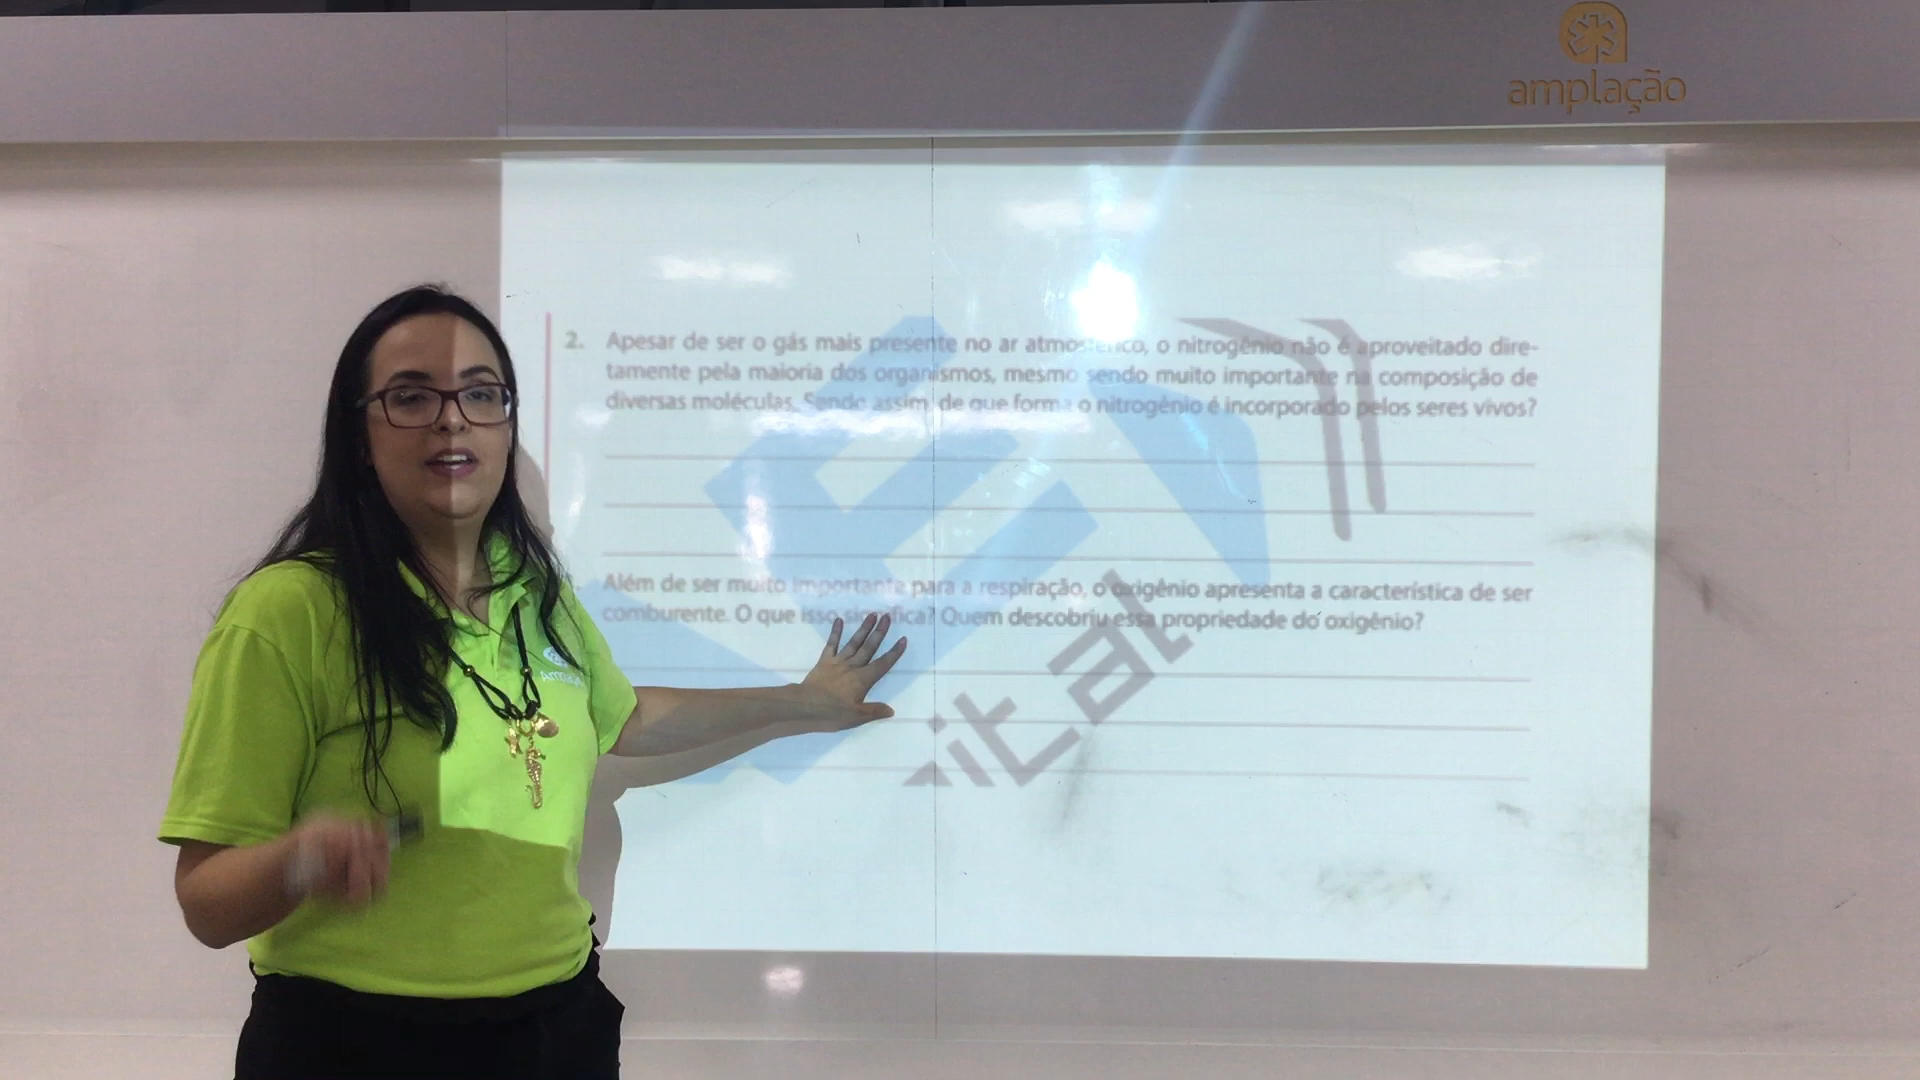 amplação
2. Apesar de ser o gás mais presente no ar atmosférico, o nitrogênio não é aproveitado dire-
tamente pela maioria dos organismos, mesmo sendo muito importante na composição de
diversas moléculas. Sendo assim, de que forma o nitrogênio é incorporado pelos seres vivos?
Além de ser muito importante para a respiração, o oxigênio apresenta a característica de ser
comburente. O que isso significa? Quem descobriu essa propriedade do oxigênio?
ital